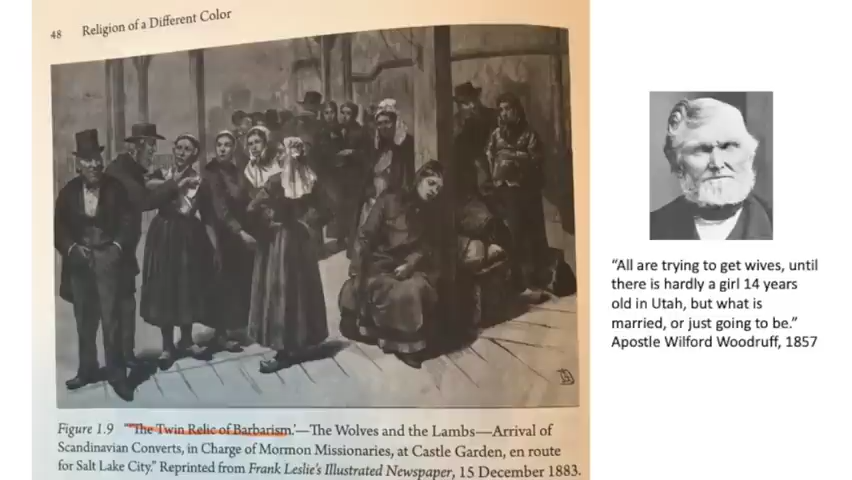 48 Religion of a Different Color
Figure 1.9 "'The Twin Relic of Barbarism.'—The Wolves and the Lambs—Arrival of
Scandinavian Converts, in Charge of Mormon Missionaries, at Castle Garden, en route
for Salt Lake City." Reprinted from Frank Leslie's Illustrated Newspaper, 15 December 1883.
“All are trying to get wives, until
there is hardly a girl 14 years
old in Utah, but what is
married, or just going to be.”
Apostle Wilford Woodruff, 1857